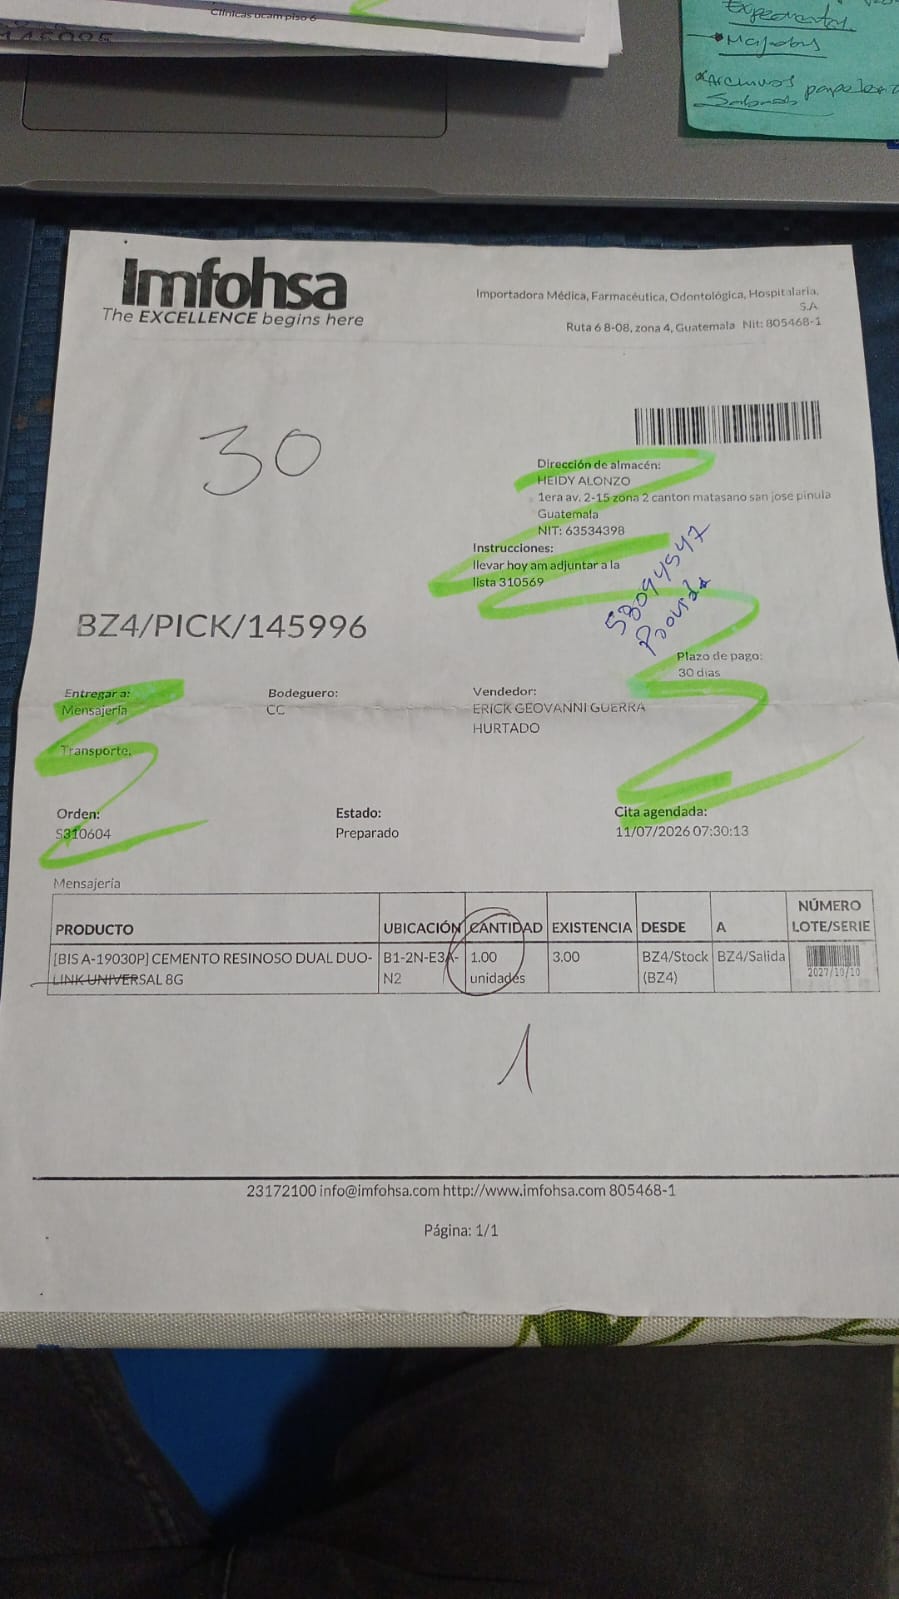 Clinicas ucam piso 6
145995
→ Majobas
Imfohsa
The EXCELLENCE begins here
Importadora Médica, Farmacéutica, Odontológica, Hospitalaria,
S.A
Ruta 6 8-08, zona 4, Guatemala Nit: 805468-1
30
Dirección de almacén:
HEIDY ALONZO
1era av. 2-15 zona 2 canton matasano san jose pinula
Guatemala
NIT: 63534398
Instrucciones:
llevar hoy am adjuntar a la
lista 310569
BZ4/PICK/145996
Plazo de pago:
30 dias
Entregar a:
Mensajería
Bodeguero:
CC
Vendedor:
ERICK GEOVANNI GUERRA
HURTADO
Transporte.
Orden:
S310604
Estado:
Preparado
Cita agendada:
11/07/2026 07:30:13
Mensajería
PRODUCTO UBICACIÓN CANTIDAD EXISTENCIA DESDE A NÚMERO LOTE/SERIE
[BIS A-19030P] CEMENTO RESINOSO DUAL DUO- B1-2N-E3A- 1.00 3.00 BZ4/Stock BZ4/Salida
LINK UNIVERSAL 8G N2 unidades (BZ4) 2027/10/10
1
23172100 info@imfohsa.com http://www.imfohsa.com 805468-1
Página: 1/1